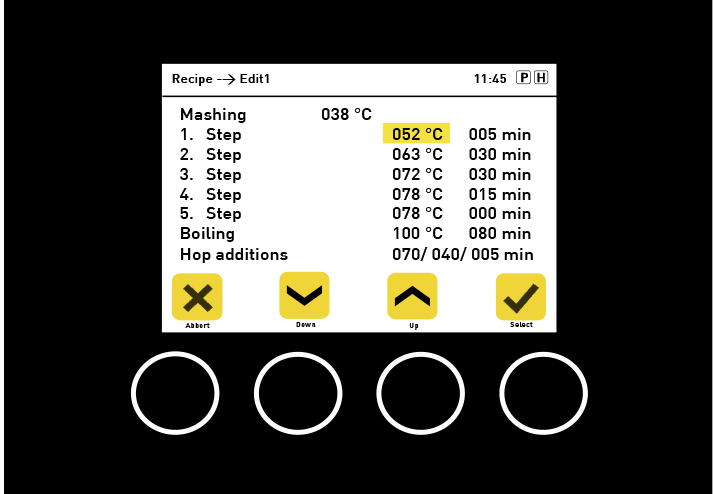 Recipe --> Edit1 11:45 P H
Mashing 038 °C
1. Step 052 °C 005 min
2. Step 063 °C 030 min
3. Step 072 °C 030 min
4. Step 078 °C 015 min
5. Step 078 °C 000 min
Boiling 100 °C 080 min
Hop additions 070/ 040/ 005 min
Abbort Down Up Select